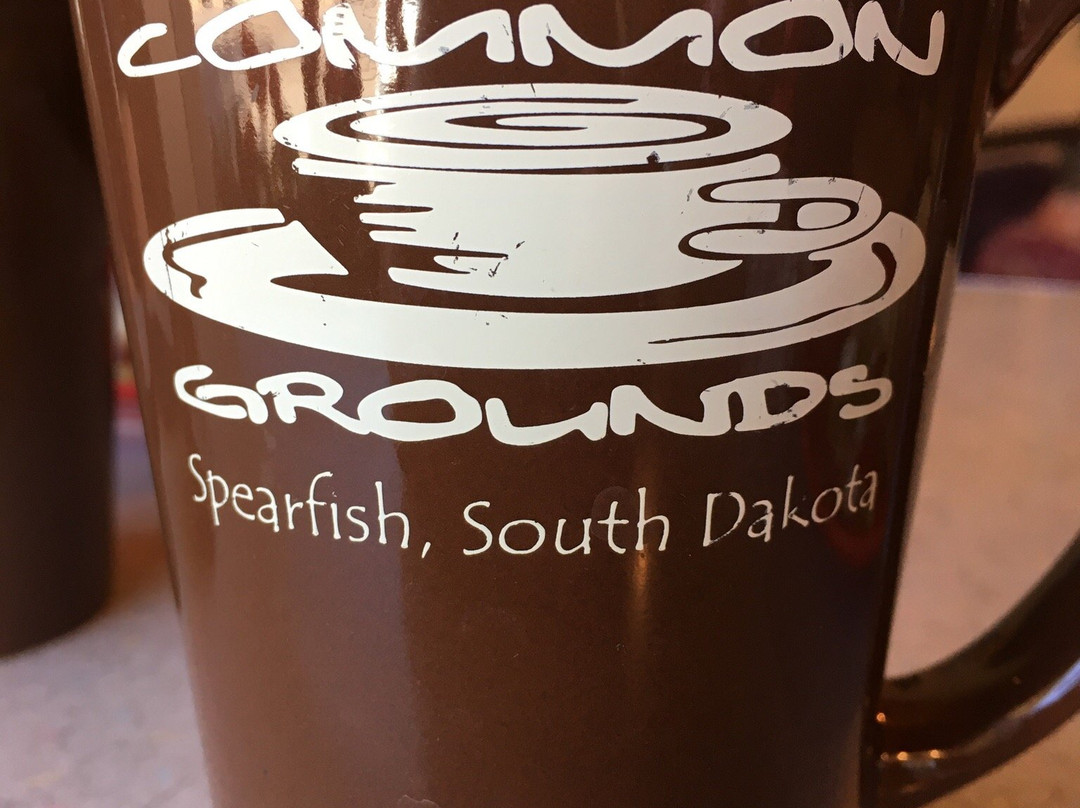 COMMON
GROUNDS
Spearfish, South Dakota